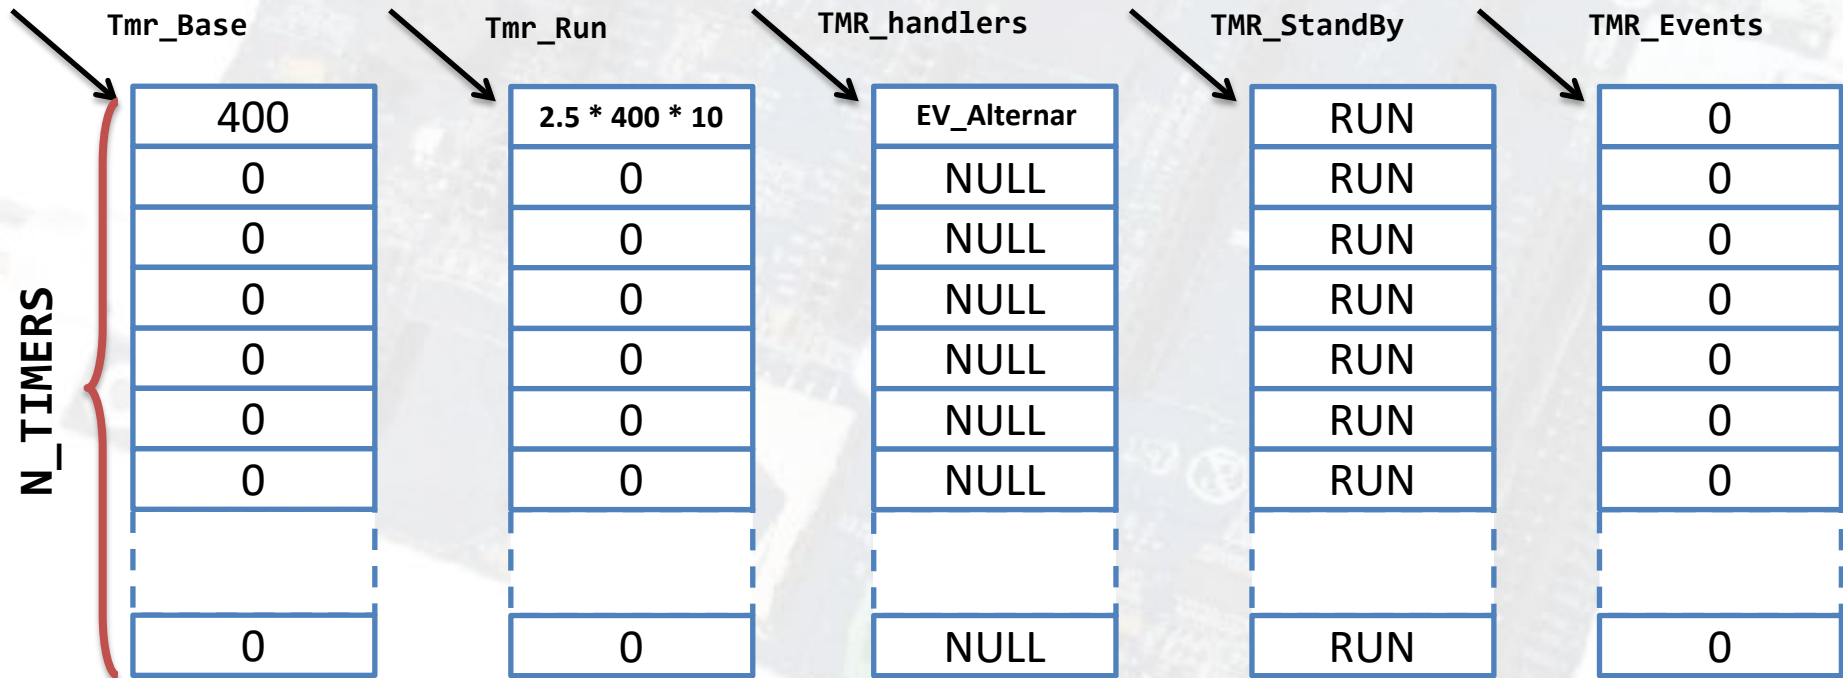 Tmr_Base Tmr_Run TMR_handlers TMR_StandBy TMR_Events
400 2.5 * 400 * 10 EV_Alternar RUN 0
0 0 NULL RUN 0
0 0 NULL RUN 0
0 0 NULL RUN 0
0 0 NULL RUN 0
0 0 NULL RUN 0
0 0 NULL RUN 0
0 0 NULL RUN 0
N_TIMERS